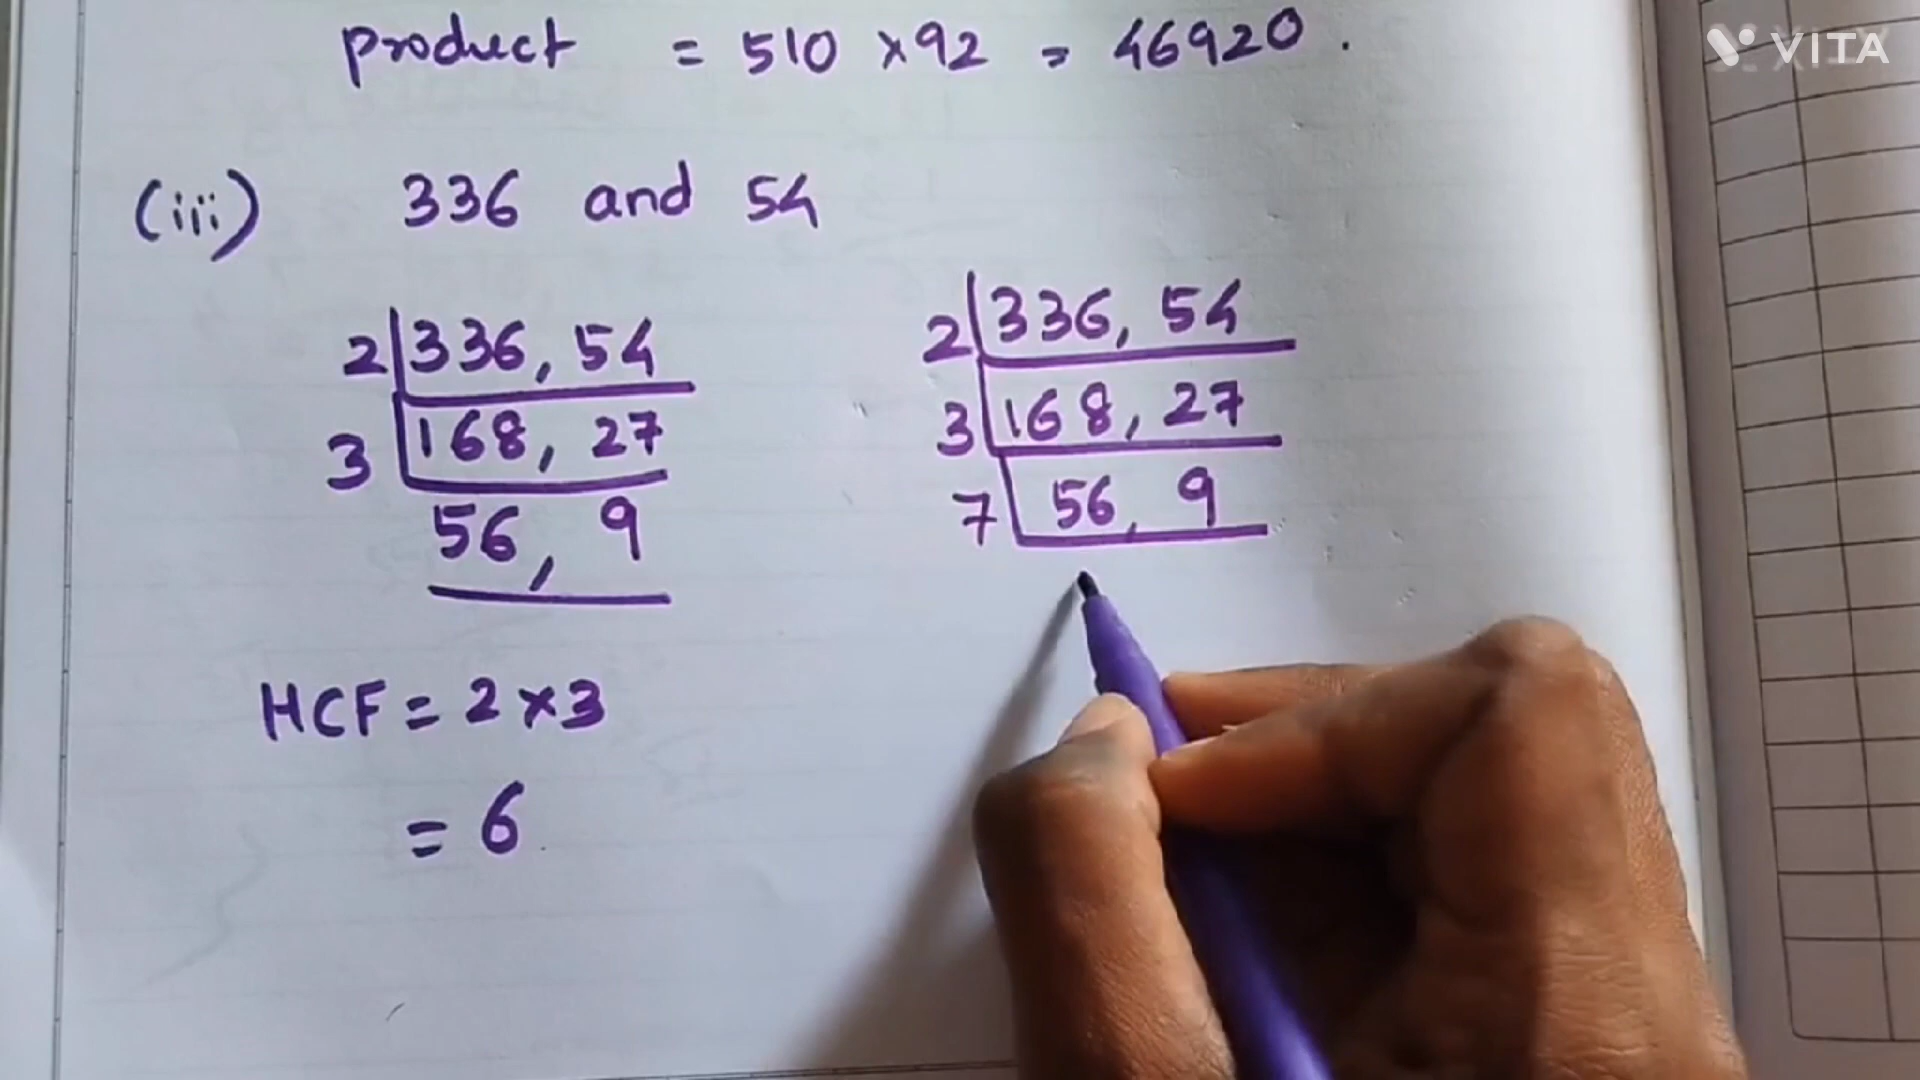 VITA
product = 510 × 92 = 46920.
(iii) 336 and 54
2 | 336, 54
3 | 168, 27
56, 9
HCF = 2 × 3
= 6
2 | 336, 54
3 | 168, 27
7 | 56, 9